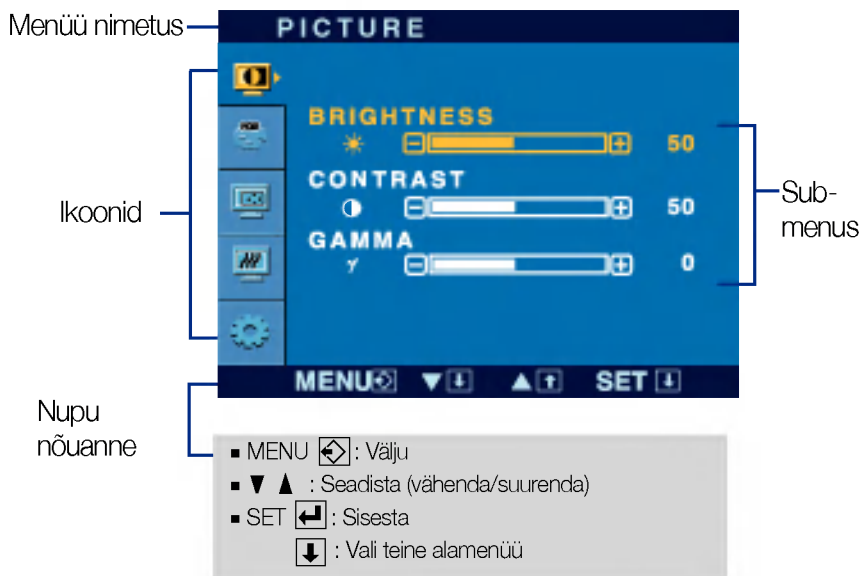 Menüü nimetus
PICTURE
BRIGHTNESS
50
CONTRAST
50
GAMMA
0
Ikoonid
Sub-
menus
MENU ▼ ▲ SET
Nupu
nõuanne
▪ MENU : Välju
▪ ▼ ▲ : Seadista (vähenda/suurenda)
▪ SET : Sisesta
: Vali teine alamenüü